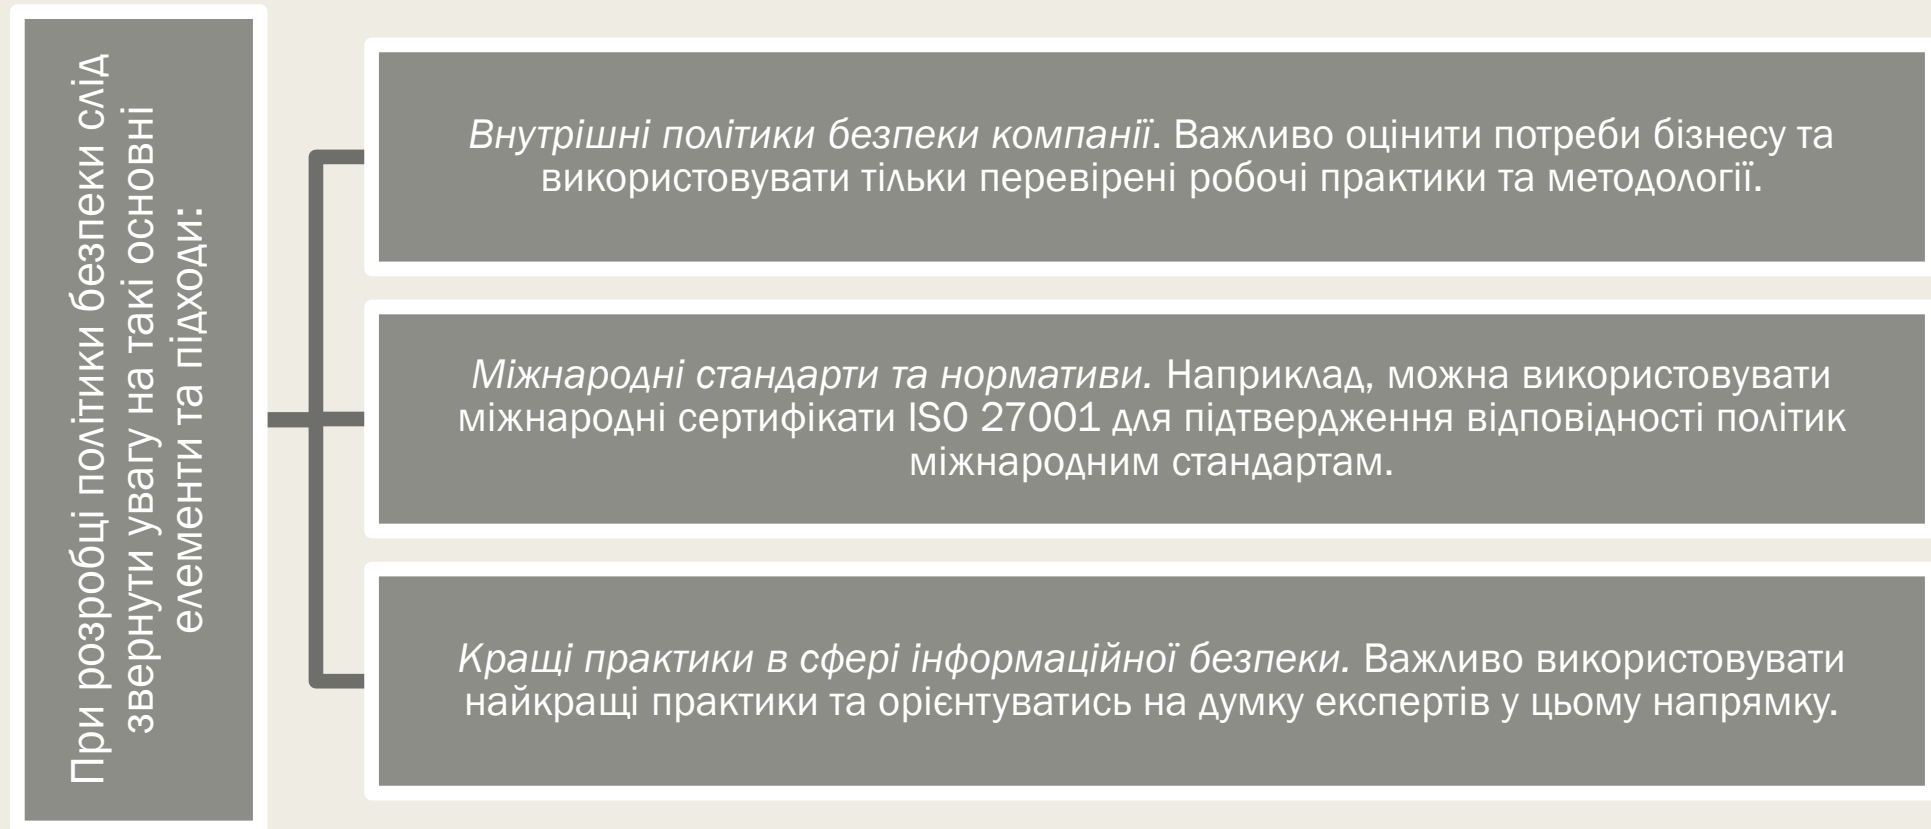 При розробці політики безпеки слід
звернути увагу на такі основні
елементи та підходи:
Внутрішні політики безпеки компанії. Важливо оцінити потреби бізнесу та
використовувати тільки перевірені робочі практики та методології.
Міжнародні стандарти та нормативи. Наприклад, можна використовувати
міжнародні сертифікати ISO 27001 для підтвердження відповідності політик
міжнародним стандартам.
Кращі практики в сфері інформаційної безпеки. Важливо використовувати
найкращі практики та орієнтуватись на думку експертів у цьому напрямку.